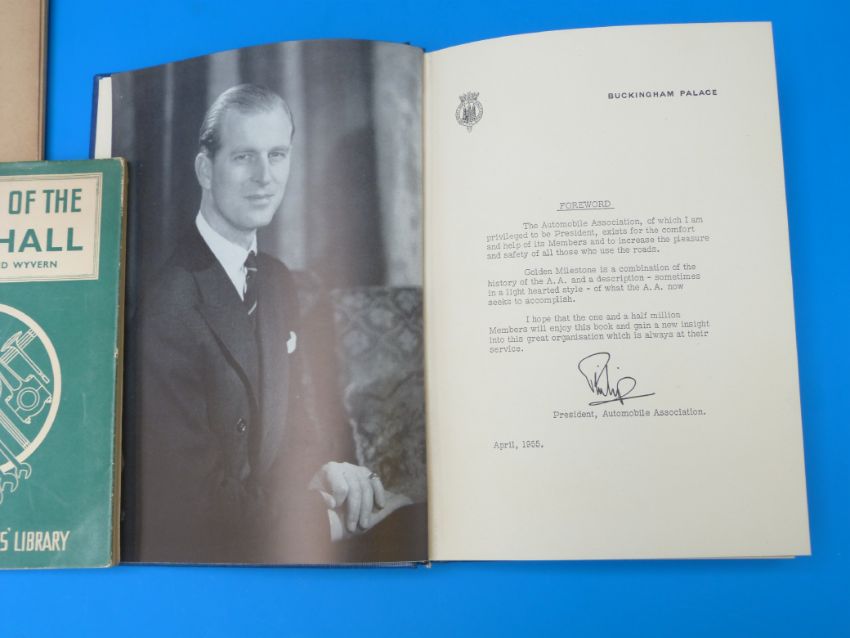 OF THE
HALL
D WYVERN
S' LIBRARY
BUCKINGHAM PALACE
FOREWORD
The Automobile Association, of which I am
privileged to be President, exists for the comfort
and help of its Members and to increase the pleasure
and safety of all those who use the roads.
Golden Milestone is a combination of the
history of the A.A. and a description - sometimes
in a light hearted style - of what the A.A. now
seeks to accomplish.
I hope that the one and a half million
Members will enjoy this book and gain a new insight
into this great organisation which is always at their
service.
Philip
President, Automobile Association.
April, 1955.